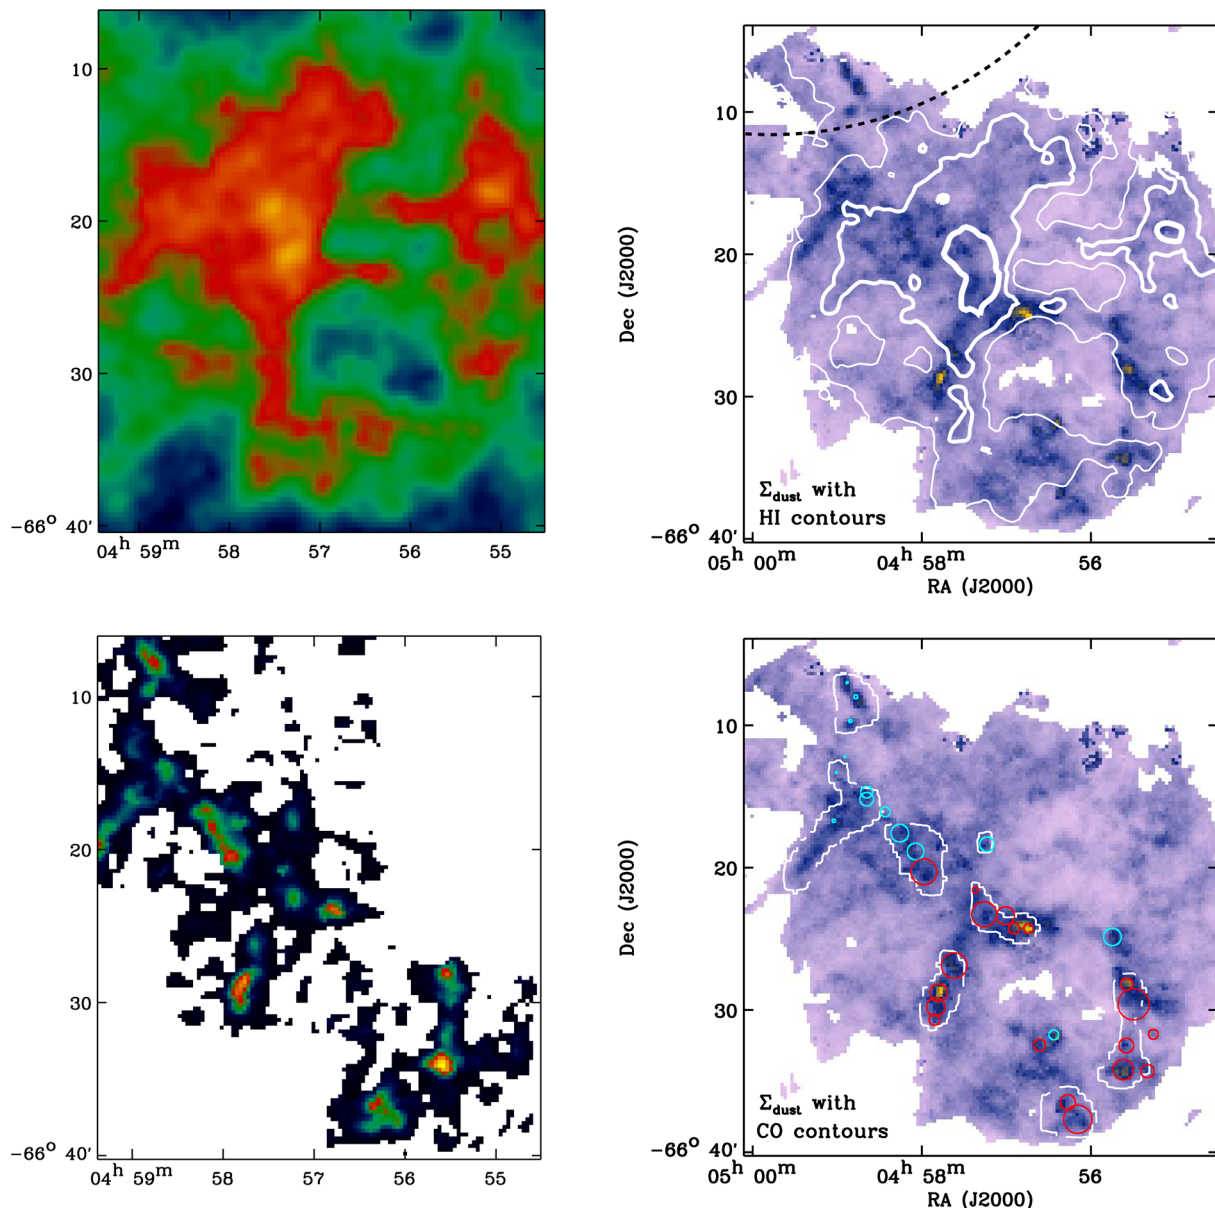 10
20
30
−66° 40′
04ʰ 59ᵐ 58 57 56 55
10
20
30
−66° 40′
Dec (J2000)
Σdust with
HI contours
05ʰ 00ᵐ 04ʰ 58ᵐ 56
RA (J2000)
10
20
30
−66° 40′
04ʰ 59ᵐ 58 57 56 55
10
20
30
−66° 40′
Dec (J2000)
Σdust with
CO contours
05ʰ 00ᵐ 04ʰ 58ᵐ 56
RA (J2000)